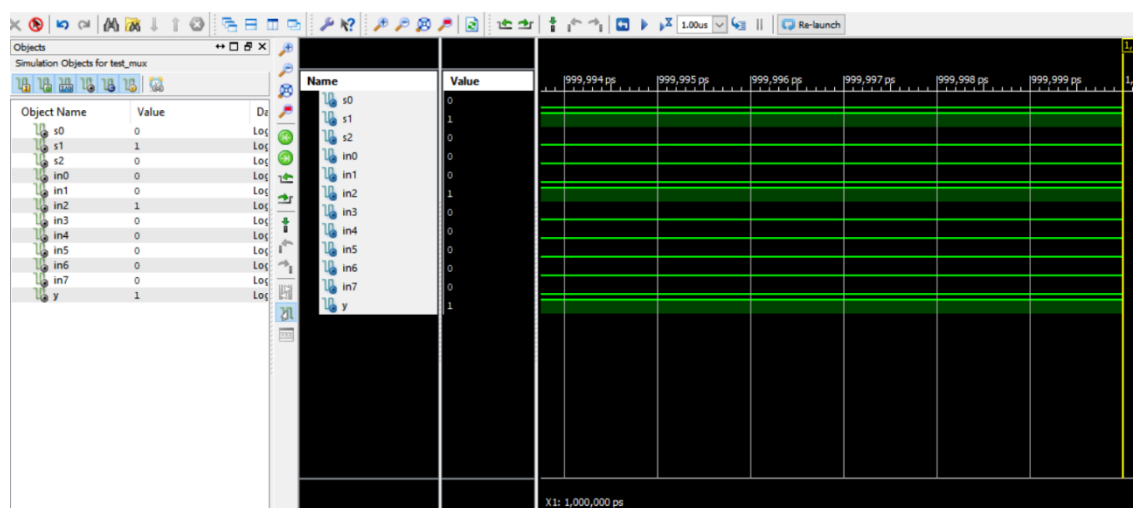 1.00us Re-launch
Objects
Simulation Objects for test_mux
Object Name Value Da
s0 0 Log
s1 1 Log
s2 0 Log
in0 0 Log
in1 0 Log
in2 1 Log
in3 0 Log
in4 0 Log
in5 0 Log
in6 0 Log
in7 0 Log
y 1 Log
Name Value
s0 0
s1 1
s2 0
in0 0
in1 0
in2 1
in3 0
in4 0
in5 0
in6 0
in7 0
y 1
1,
999,994 ps 999,995 ps 999,996 ps 999,997 ps 999,998 ps 999,999 ps 1,
X1: 1,000,000 ps